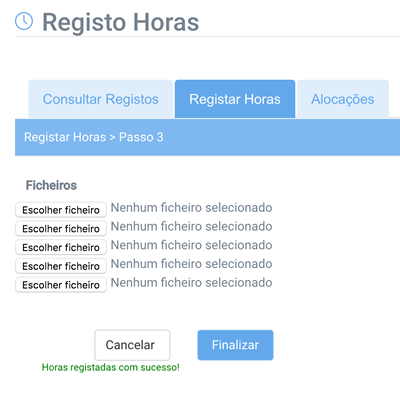 Registo Horas
Consultar Registos Registar Horas Alocações
Registar Horas > Passo 3
Ficheiros
Escolher ficheiro Nenhum ficheiro selecionado
Escolher ficheiro Nenhum ficheiro selecionado
Escolher ficheiro Nenhum ficheiro selecionado
Escolher ficheiro Nenhum ficheiro selecionado
Escolher ficheiro Nenhum ficheiro selecionado
Cancelar Finalizar
Horas registadas com sucesso!